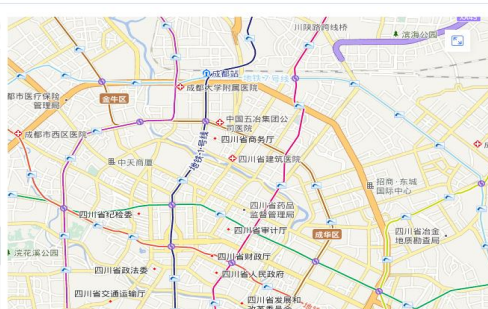 川陕路跨线桥
滨海公园
成都站
成都大学附属医院
都市医疗保险
管理局
金牛区
中国五冶集团公
司医院
成都市西区医院
四川省商务厅
中天商厦
四川省建筑医院
招商·东城
国际中心
四川省药品
监督管理局
四川省纪检委
四川省审计厅
成华区
四川省冶金
地质勘查局
浣花溪公园
四川省财政厅
四川省政法委
四川省人民政府
四川省交通运输厅
四川省发展和